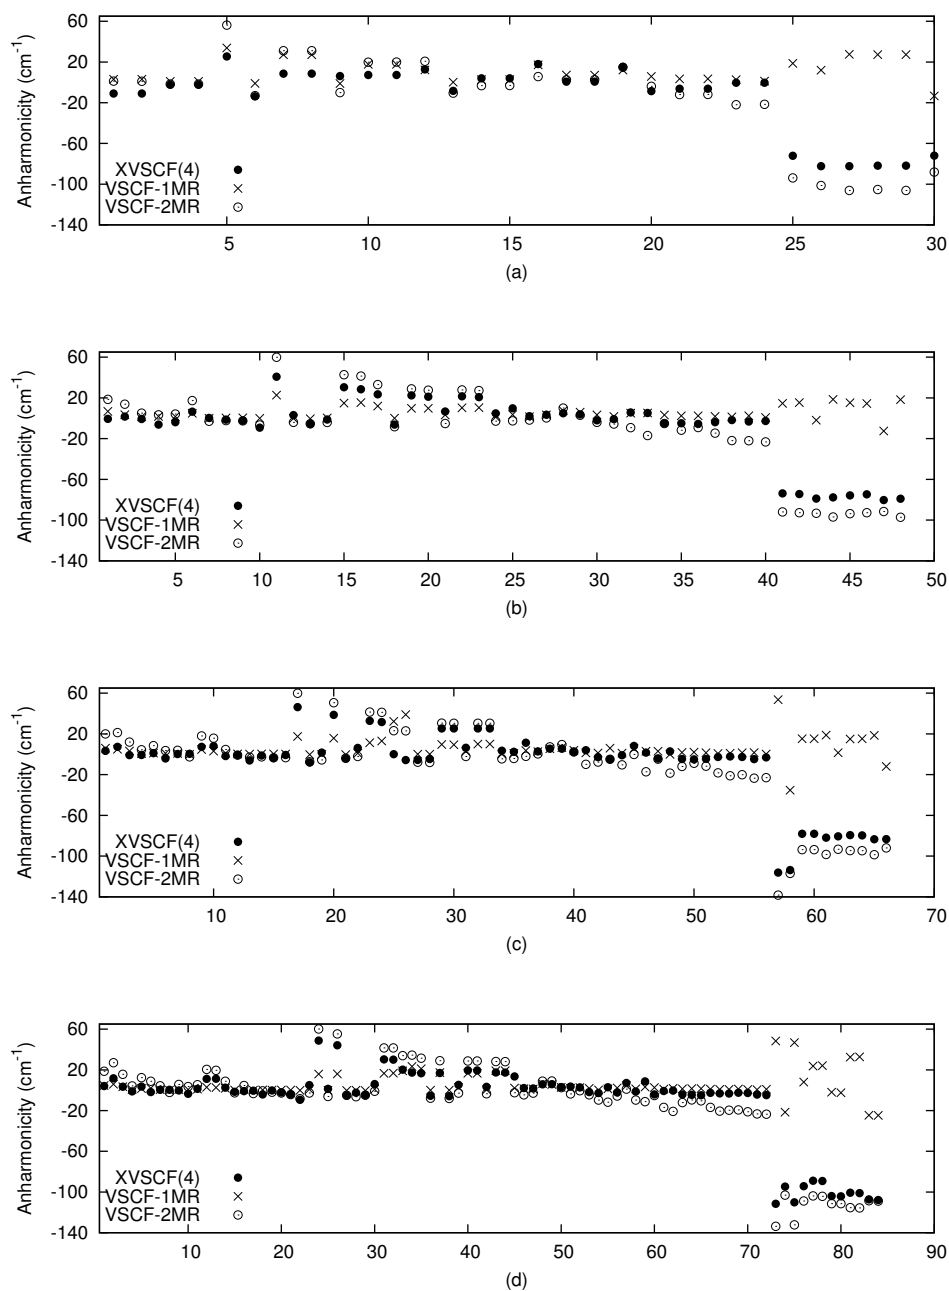 60
20
-20
-60
-100
-140
Anharmonicity (cm⁻¹)
XVSCF(4)
VSCF-1MR
VSCF-2MR
5 10 15 20 25 30
(a)
60
20
-20
-60
-100
-140
Anharmonicity (cm⁻¹)
XVSCF(4)
VSCF-1MR
VSCF-2MR
5 10 15 20 25 30 35 40 45 50
(b)
60
20
-20
-60
-100
-140
Anharmonicity (cm⁻¹)
XVSCF(4)
VSCF-1MR
VSCF-2MR
10 20 30 40 50 60 70
(c)
60
20
-20
-60
-100
-140
Anharmonicity (cm⁻¹)
XVSCF(4)
VSCF-1MR
VSCF-2MR
10 20 30 40 50 60 70 80 90
(d)